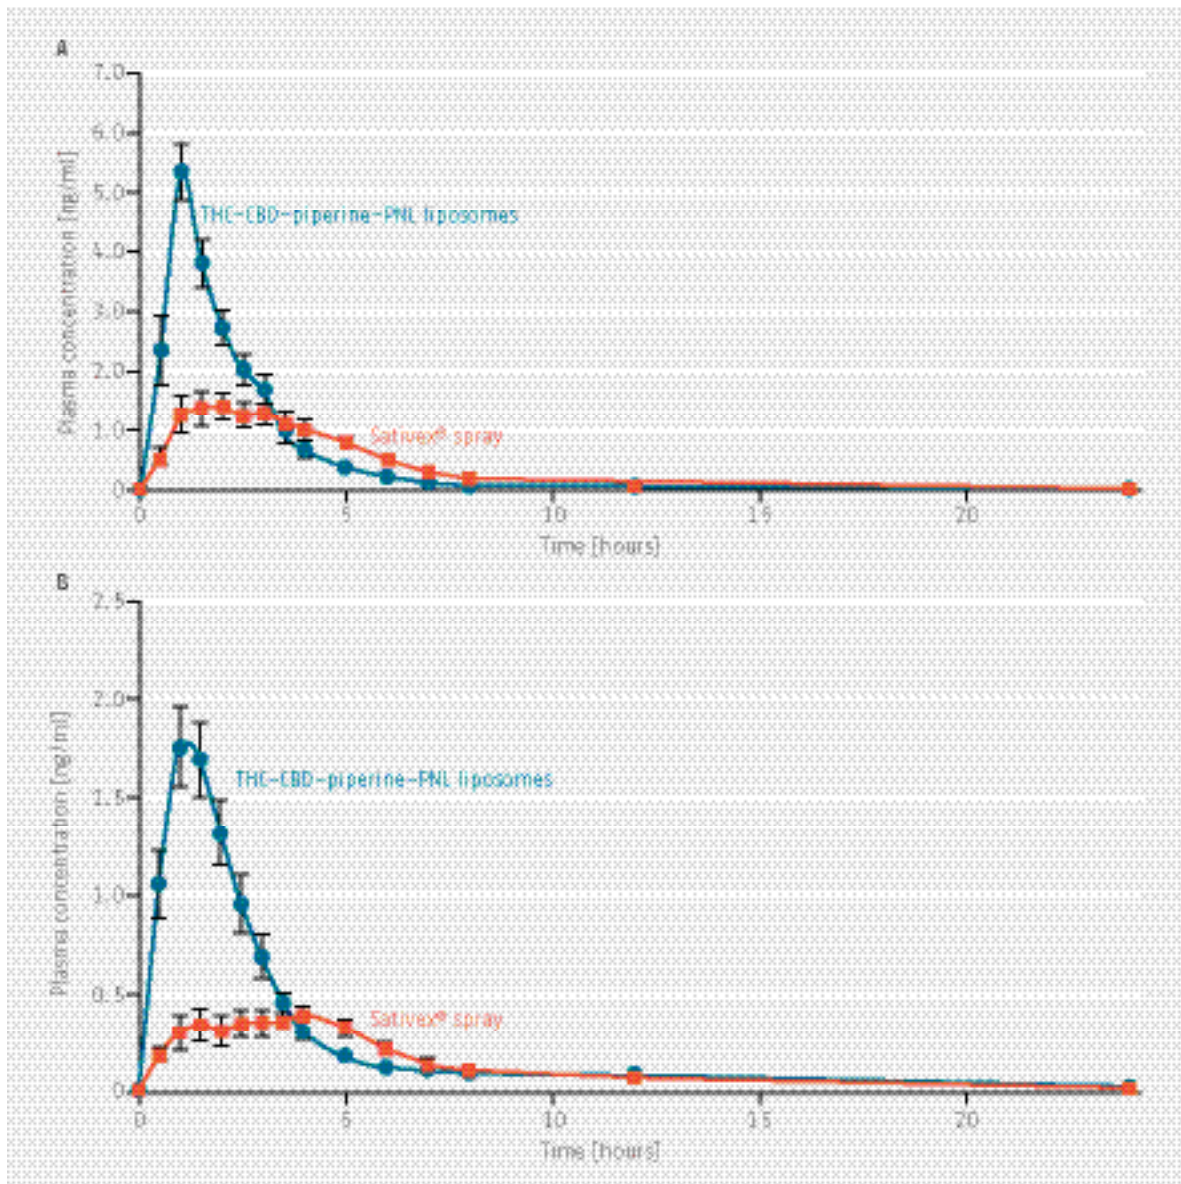 A
7.0
6.0
5.0
4.0
3.0
2.0
1.0
0
Plasma concentration [ng/ml]
THC-CBD-piperine-PNL liposomes
Sativex® spray
0 5 10 15 20
Time [hours]
B
2.5
2.0
1.5
1.0
0.5
0
Plasma concentration [ng/ml]
THC-CBD-piperine-PNL liposomes
Sativex® spray
0 5 10 15 20
Time [hours]